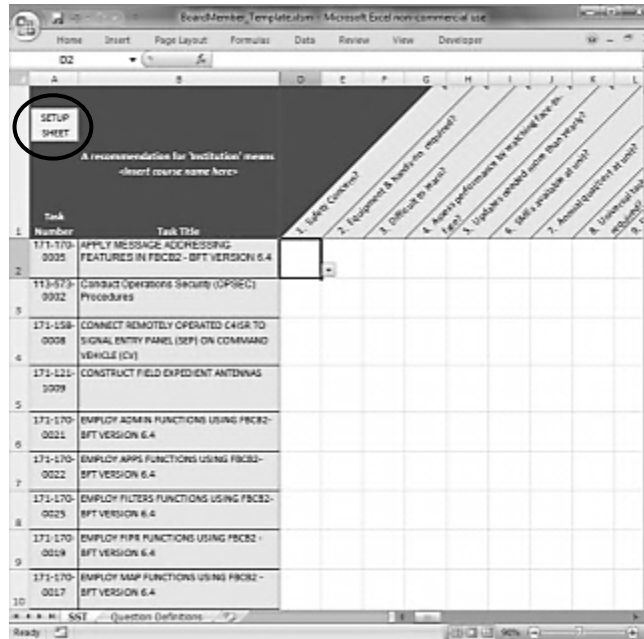 BoardMember_Template.xlsm - Microsoft Excel non-commercial use
Home Insert Page Layout Formulas Data Review View Developer
D2 fx
A B D E F G H I J K L
SETUP
SHEET
A recommendation for 'Institution' means
<insert course name here>
Task
Number Task Title
1. Safety Concern?
2. Equipment & hands-on required?
3. Difficult to learn?
4. Assess performance by watching face-to-
face?
5. Updates needed more than yearly?
6. Skills available at unit?
7. Annual qual/cert at unit?
8. Universal
required?
1
171-170- APPLY MESSAGE ADDRESSING
0005 FEATURES IN FBCB2 - BFT VERSION 6.4
2
113-573- Conduct Operations Security (OPSEC)
0002 Procedures
3
171-158- CONNECT REMOTELY OPERATED C4ISR TO
0008 SIGNAL ENTRY PANEL (SEP) ON COMMAND
VEHICLE (CV)
4
171-121- CONSTRUCT FIELD EXPEDIENT ANTENNAS
1009
5
171-170- EMPLOY ADMIN FUNCTIONS USING FBCB2-
0021 BFT VERSION 6.4
6
171-170- EMPLOY APPS FUNCTIONS USING FBCB2-
0022 BFT VERSION 6.4
7
171-170- EMPLOY FILTERS FUNCTIONS USING FBCB2-
0025 BFT VERSION 6.4
8
171-170- EMPLOY FIPR FUNCTIONS USING FBCB2 -
0019 BFT VERSION 6.4
9
171-170- EMPLOY MAP FUNCTIONS USING FBCB2 -
0017 BFT VERSION 6.4
10
SST Question Definitions
Ready 90%